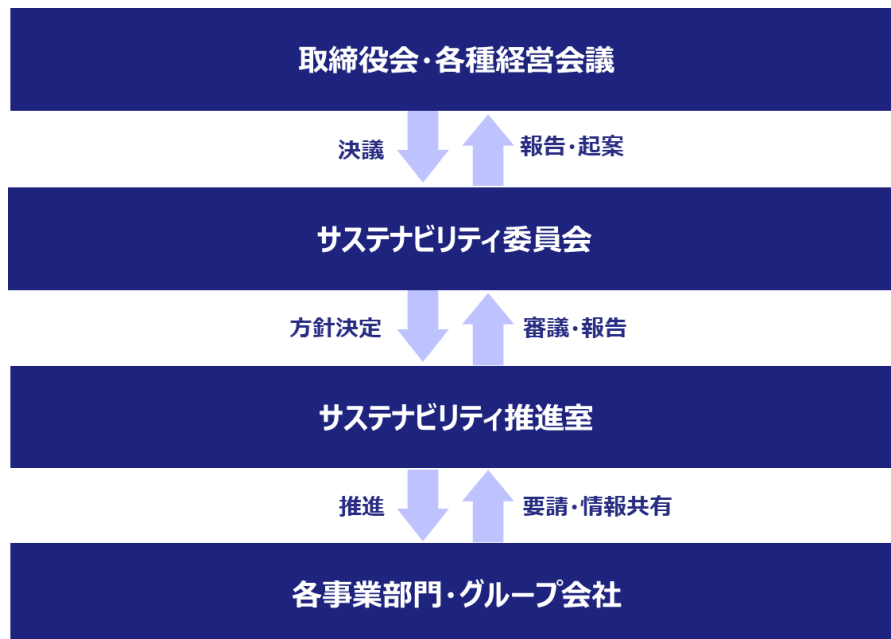 取締役会・各種経営会議
決議
報告・起案
サステナビリティ委員会
方針決定
審議・報告
サステナビリティ推進室
推進
要請・情報共有
各事業部門・グループ会社